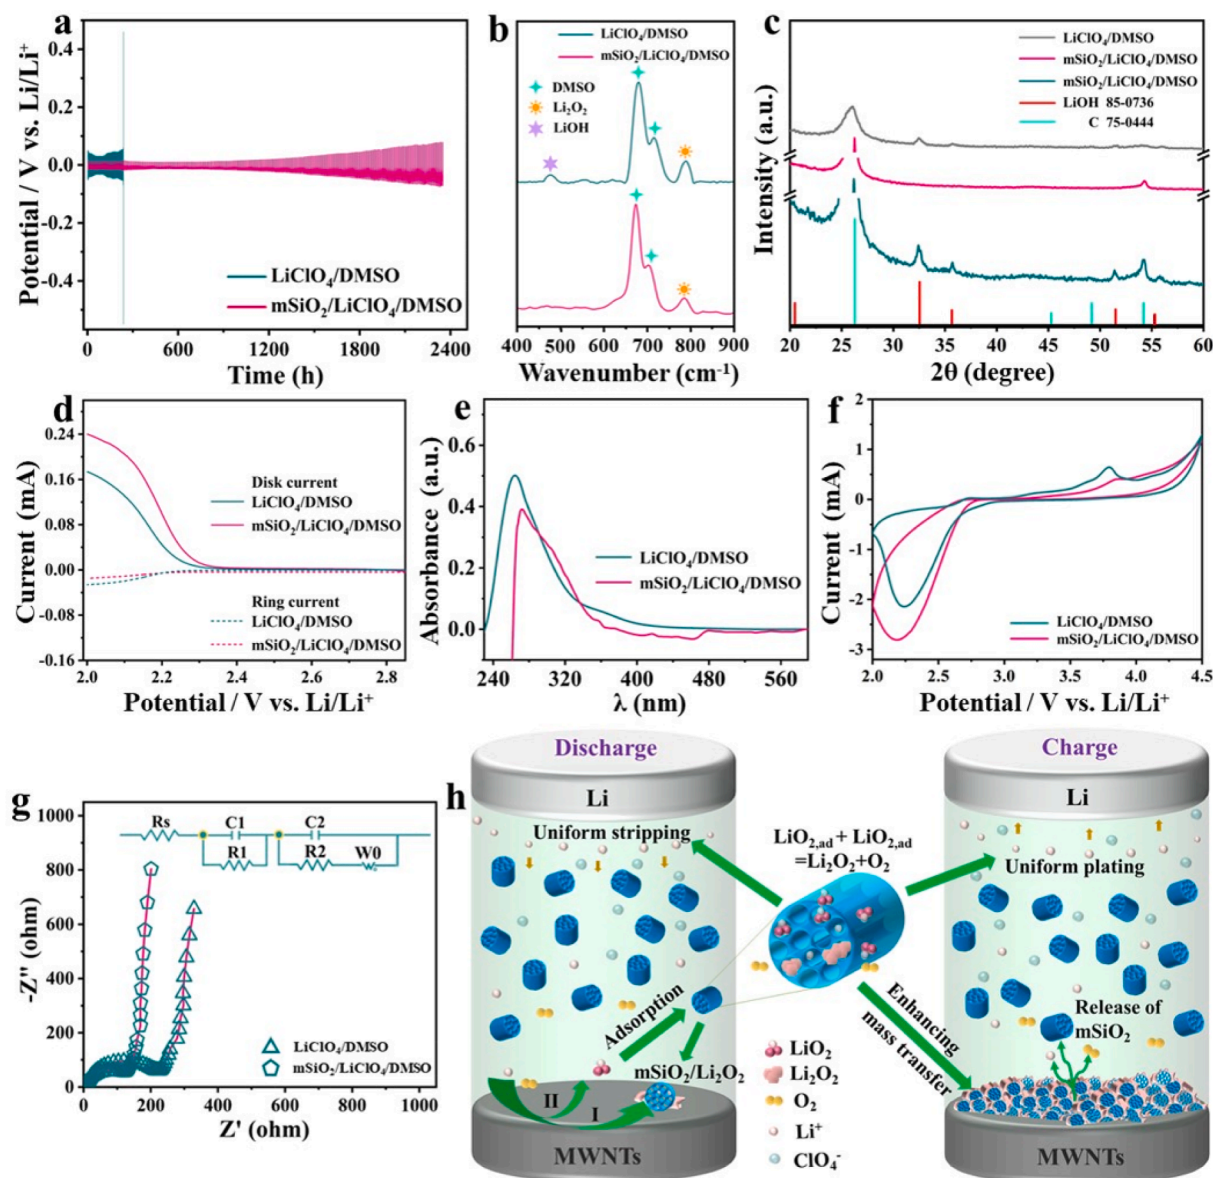 a
0.4
0.2
0.0
-0.2
-0.4
Potential / V vs. Li/Li⁺
LiClO₄/DMSO
mSiO₂/LiClO₄/DMSO
0 600 1200 1800 2400
Time (h)
b
LiClO₄/DMSO
mSiO₂/LiClO₄/DMSO
DMSO
Li₂O₂
LiOH
400 500 600 700 800 900
Wavenumber (cm⁻¹)
c
Intensity (a.u.)
LiClO₄/DMSO
mSiO₂/LiClO₄/DMSO
mSiO₂/LiClO₄/DMSO
LiOH 85-0736
C 75-0444
20 25 30 35 40 45 50 55 60
2θ (degree)
d
0.24
0.16
0.08
0.00
-0.08
-0.16
Current (mA)
Disk current
LiClO₄/DMSO
mSiO₂/LiClO₄/DMSO
Ring current
LiClO₄/DMSO
mSiO₂/LiClO₄/DMSO
2.0 2.2 2.4 2.6 2.8
Potential / V vs. Li/Li⁺
e
0.6
0.4
0.2
0.0
Absorbance (a.u.)
LiClO₄/DMSO
mSiO₂/LiClO₄/DMSO
240 320 400 480 560
λ (nm)
f
2
1
0
-1
-2
-3
Current (mA)
LiClO₄/DMSO
mSiO₂/LiClO₄/DMSO
2.0 2.5 3.0 3.5 4.0 4.5
Potential / V vs. Li/Li⁺
g
1000
800
600
400
200
0
-Z'' (ohm)
Rs C1 C2
R1 R2 W0
LiClO₄/DMSO
mSiO₂/LiClO₄/DMSO
0 200 400 600 800 1000
Z' (ohm)
h
Discharge
Li
Uniform stripping
LiO₂,ad + LiO₂,ad
=Li₂O₂+O₂
Adsorption
mSiO₂/Li₂O₂
II
I
MWNTs
Enhancing
mass transfer
LiO₂
Li₂O₂
O₂
Li⁺
ClO₄⁻
Charge
Li
Uniform plating
Release of
mSiO₂
MWNTs